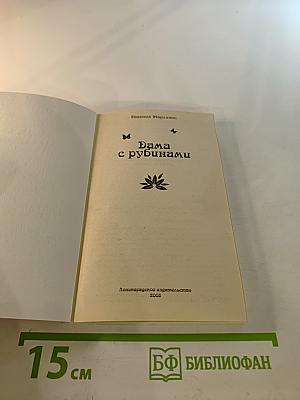 Евгения Марлитт
Дама
с рубинами
Ленинградское издательство
15 см
БФ БИБЛИОФАН